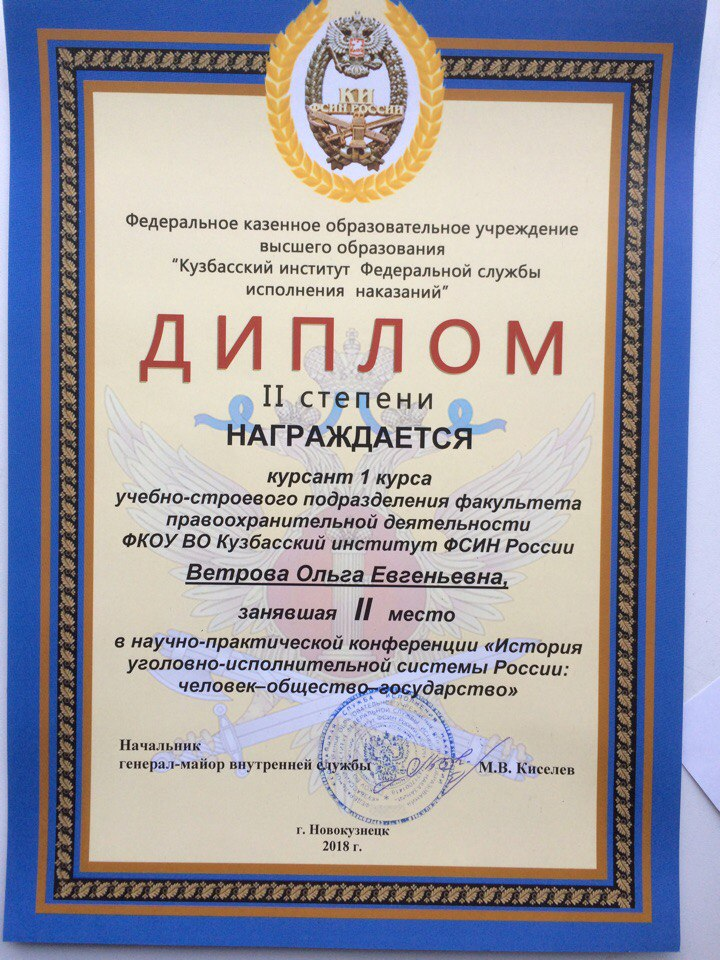 КИ
ФСИН РОССИИ
Федеральное казенное образовательное учреждение
высшего образования
"Кузбасский институт Федеральной службы
исполнения наказаний"
ДИПЛОМ
II степени
НАГРАЖДАЕТСЯ
курсант 1 курса
учебно-строевого подразделения факультета
правоохранительной деятельности
ФКОУ ВО Кузбасский институт ФСИН России
Ветрова Ольга Евгеньевна,
занявшая II место
в научно-практической конференции «История
уголовно-исполнительной системы России:
человек–общество–государство»
Начальник
генерал-майор внутренней службы
М.В. Киселев
г. Новокузнецк
2018 г.